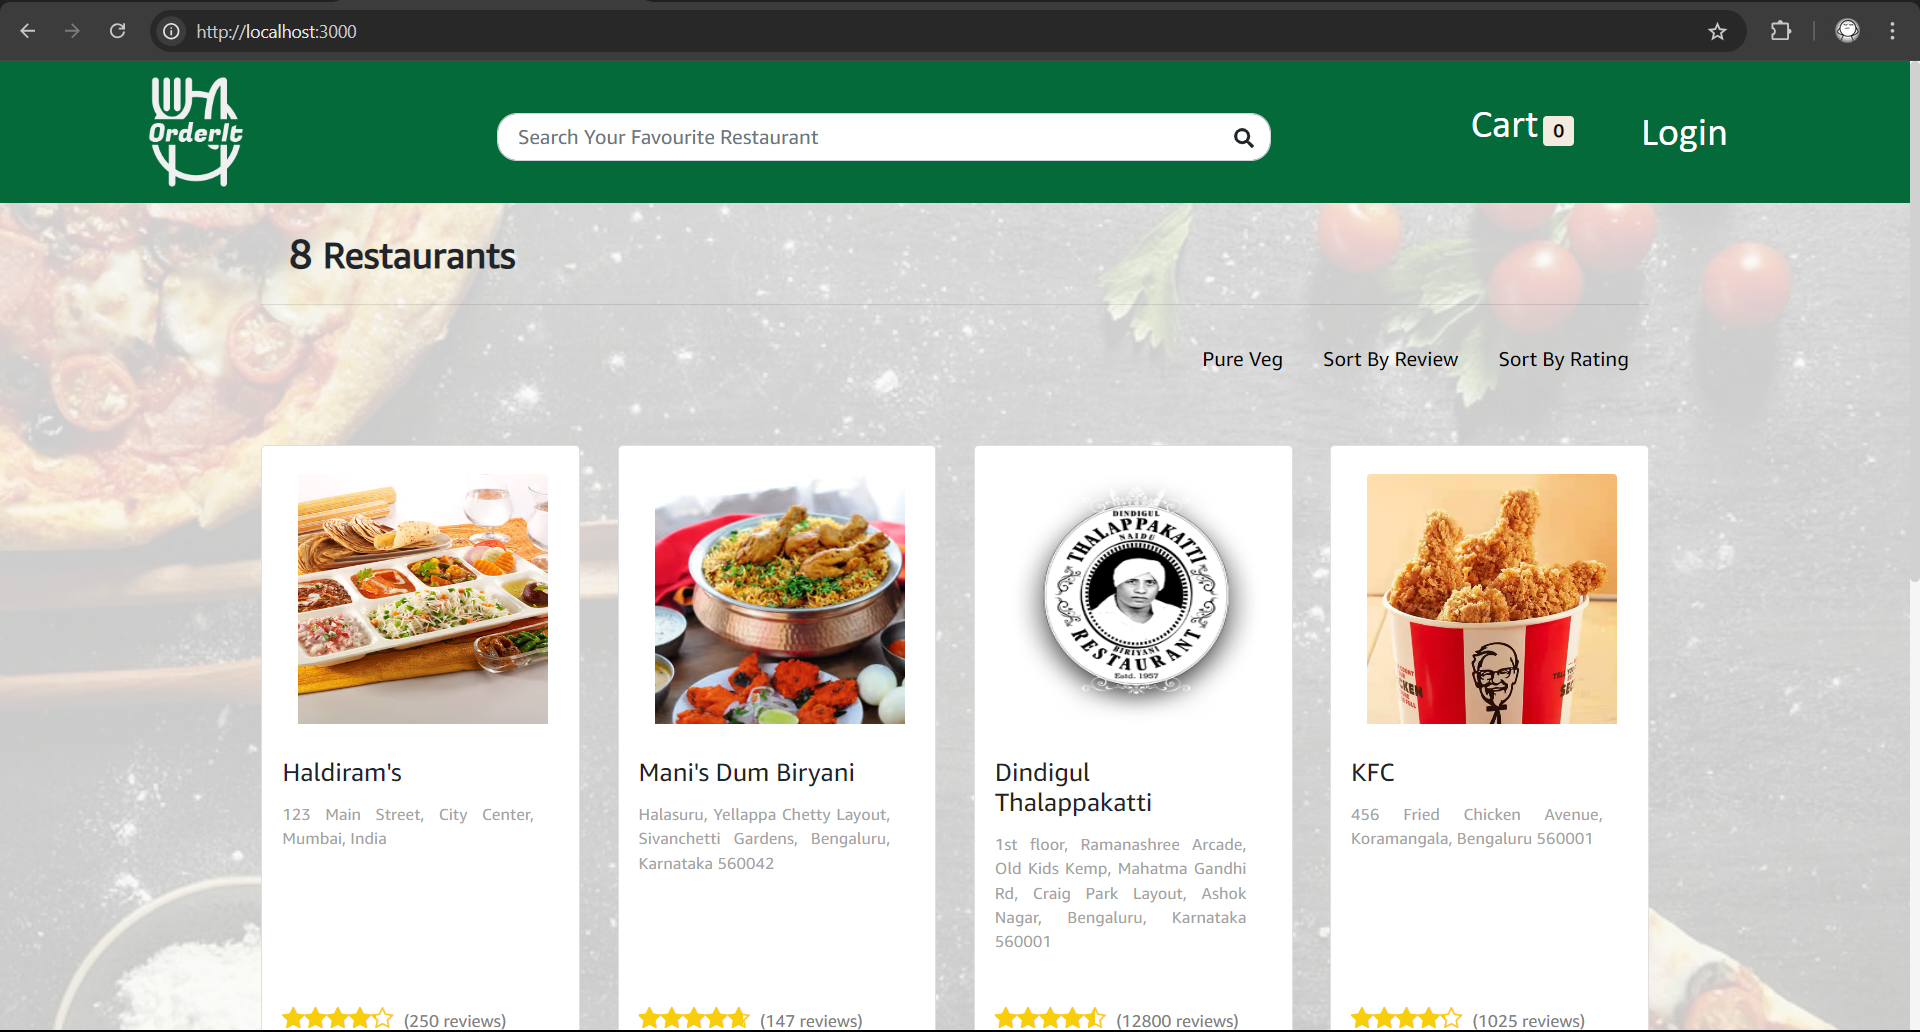 http://localhost:3000
OrderIt
Search Your Favourite Restaurant
Cart 0
Login
8 Restaurants
Pure Veg
Sort By Review
Sort By Rating
DINDIGUL
THALAPPAKATTI
NAIDU
BIRIYANI
RESTAURANT
Estd. 1957
Haldiram's
123 Main Street, City Center,
Mumbai, India
(250 reviews)
Mani's Dum Biryani
Halasuru, Yellappa Chetty Layout,
Sivanchetti Gardens, Bengaluru,
Karnataka 560042
(147 reviews)
Dindigul
Thalappakatti
1st floor, Ramanashree Arcade,
Old Kids Kemp, Mahatma Gandhi
Rd, Craig Park Layout, Ashok
Nagar, Bengaluru, Karnataka
560001
(12800 reviews)
KFC
456 Fried Chicken Avenue,
Koramangala, Bengaluru 560001
(1025 reviews)